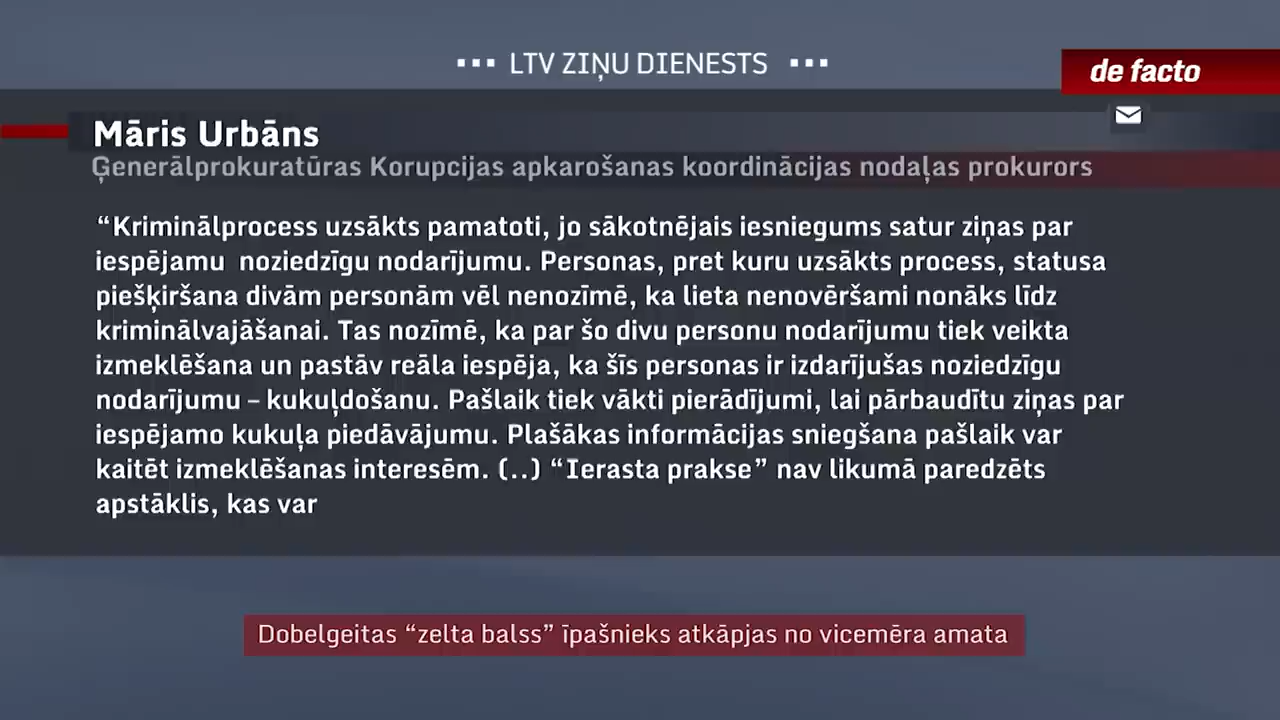 LTV ZIŅU DIENESTS
de facto
Māris Urbāns
Ģenerālprokuratūras Korupcijas apkarošanas koordinācijas nodaļas prokurors
“Kriminālprocess uzsākts pamatoti, jo sākotnējais iesniegums satur ziņas par
iespējamu noziedzīgu nodarījumu. Personas, pret kuru uzsākts process, statusa
piešķiršana divām personām vēl nenozīmē, ka lieta nenovēršami nonāks līdz
kriminālvajāšanai. Tas nozīmē, ka par šo divu personu nodarījumu tiek veikta
izmeklēšana un pastāv reāla iespēja, ka šīs personas ir izdarījušas noziedzīgu
nodarījumu – kukuļdošanu. Pašlaik tiek vākti pierādījumi, lai pārbaudītu ziņas par
iespējamo kukuļa piedāvājumu. Plašākas informācijas sniegšana pašlaik var
kaitēt izmeklēšanas interesēm. (..) “Ierasta prakse” nav likumā paredzēts
apstāklis, kas var
Dobelgeitas “zelta balss” īpašnieks atkāpjas no vicemēra amata